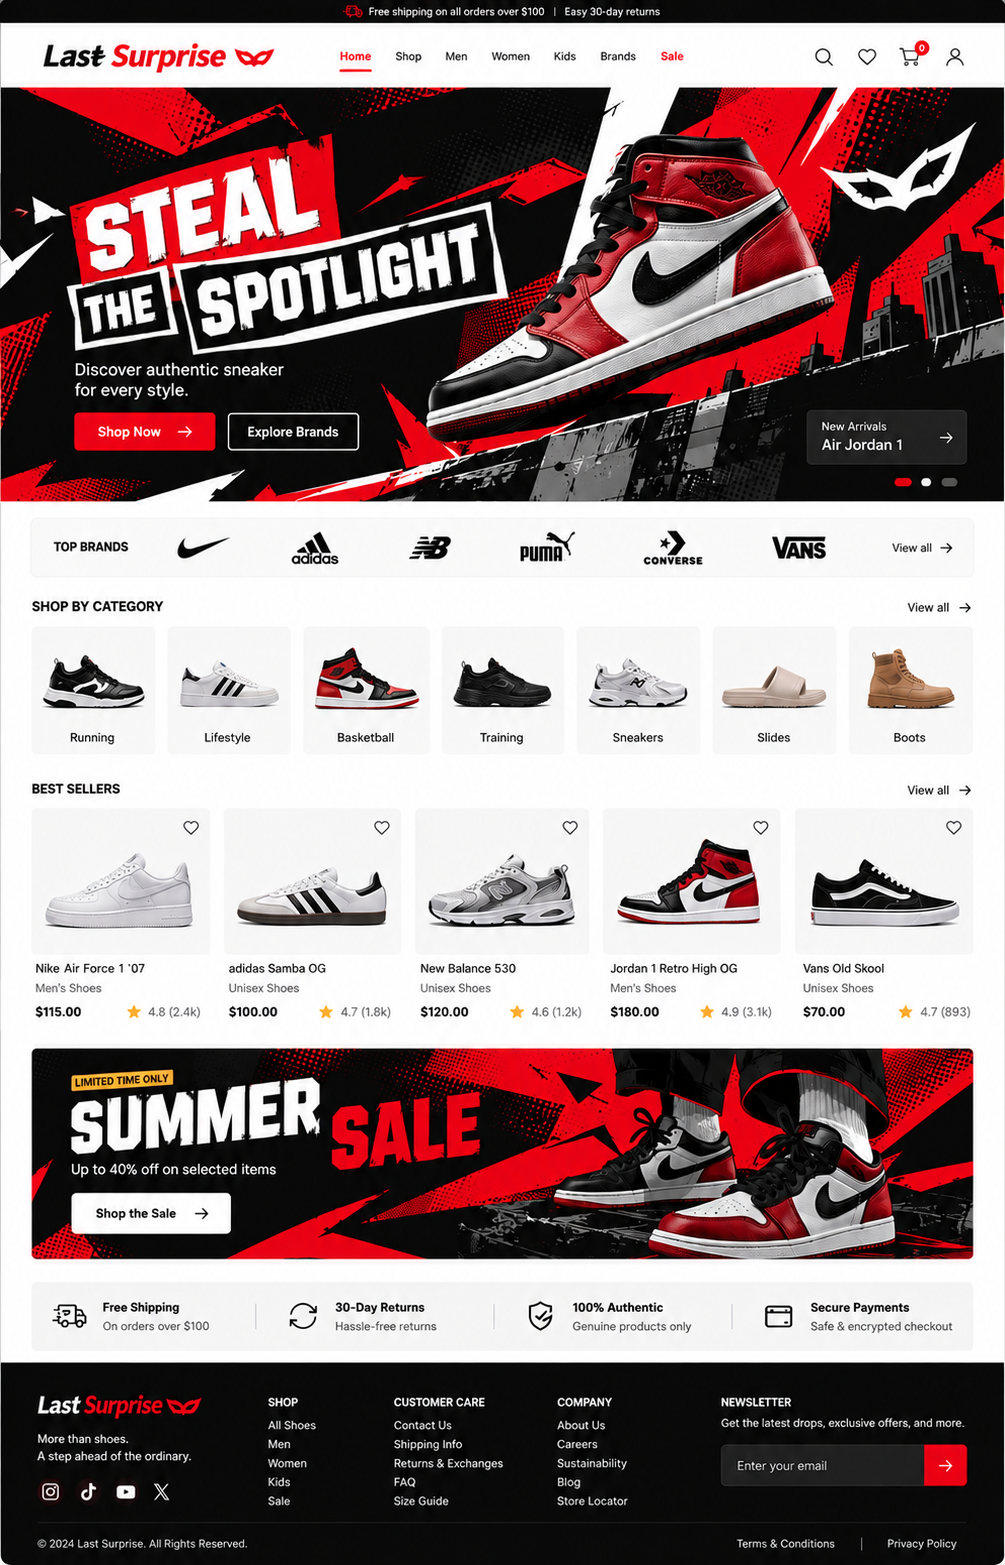 Free shipping on all orders over $100 | Easy 30-day returns
Last Surprise
Home Shop Men Women Kids Brands Sale
0
STEAL
THE SPOTLIGHT
Discover authentic sneaker
for every style.
Shop Now → Explore Brands
New Arrivals
Air Jordan 1 →
TOP BRANDS
adidas
NB
PUMA
CONVERSE
VANS
View all →
SHOP BY CATEGORY View all →
Running Lifestyle Basketball Training Sneakers Slides Boots
BEST SELLERS View all →
Nike Air Force 1 '07
Men's Shoes
$115.00 4.8 (2.4k)
adidas Samba OG
Unisex Shoes
$100.00 4.7 (1.8k)
New Balance 530
Unisex Shoes
$120.00 4.6 (1.2k)
Jordan 1 Retro High OG
Men's Shoes
$180.00 4.9 (3.1k)
Vans Old Skool
Unisex Shoes
$70.00 4.7 (893)
LIMITED TIME ONLY
SUMMER SALE
Up to 40% off on selected items
Shop the Sale →
Free Shipping
On orders over $100
30-Day Returns
Hassle-free returns
100% Authentic
Genuine products only
Secure Payments
Safe & encrypted checkout
Last Surprise
More than shoes.
A step ahead of the ordinary.
SHOP
All Shoes
Men
Women
Kids
Sale
CUSTOMER CARE
Contact Us
Shipping Info
Returns & Exchanges
FAQ
Size Guide
COMPANY
About Us
Careers
Sustainability
Blog
Store Locator
NEWSLETTER
Get the latest drops, exclusive offers, and more.
Enter your email →
© 2024 Last Surprise. All Rights Reserved.
Terms & Conditions | Privacy Policy